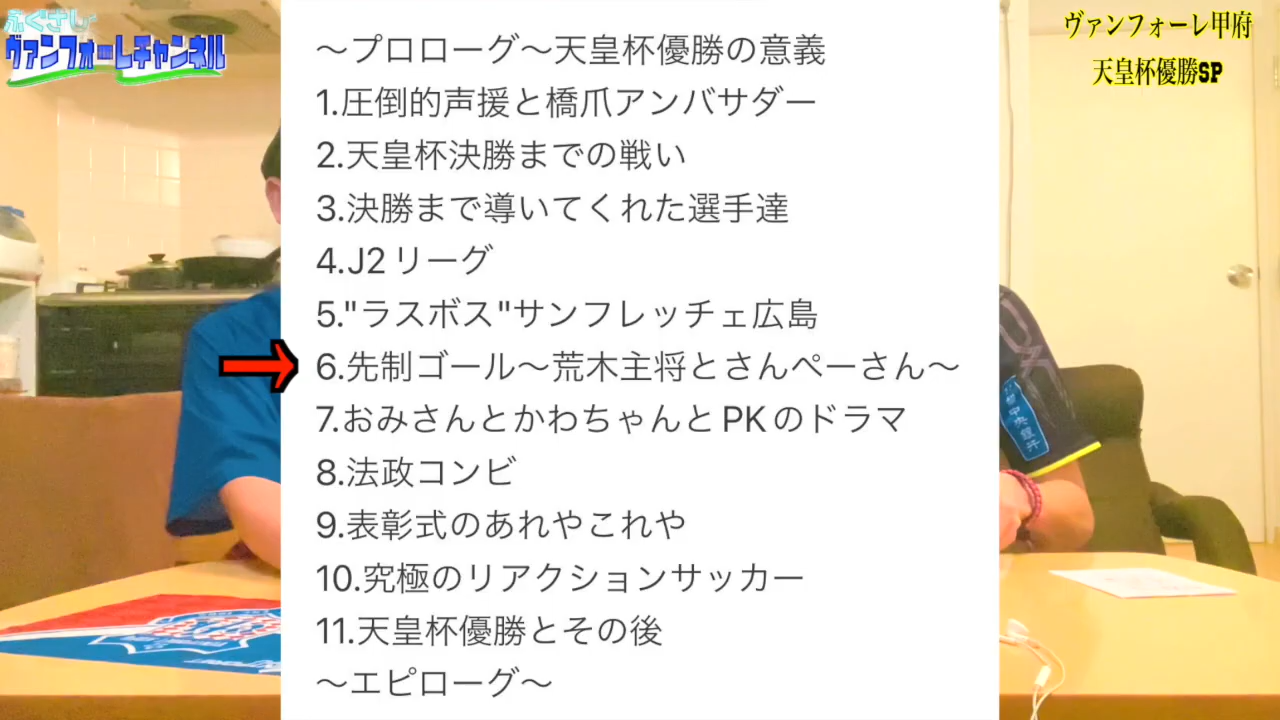 ふぐさし
ヴァンフォーレチャンネル
ヴァンフォーレ甲府
天皇杯優勝SP
〜プロローグ〜天皇杯優勝の意義
1.圧倒的声援と橋爪アンバサダー
2.天皇杯決勝までの戦い
3.決勝まで導いてくれた選手達
4.J2リーグ
5."ラスボス"サンフレッチェ広島
6.先制ゴール〜荒木主将とさんぺーさん〜
7.おみさんとかわちゃんとPKのドラマ
8.法政コンビ
9.表彰式のあれやこれや
10.究極のリアクションサッカー
11.天皇杯優勝とその後
〜エピローグ〜